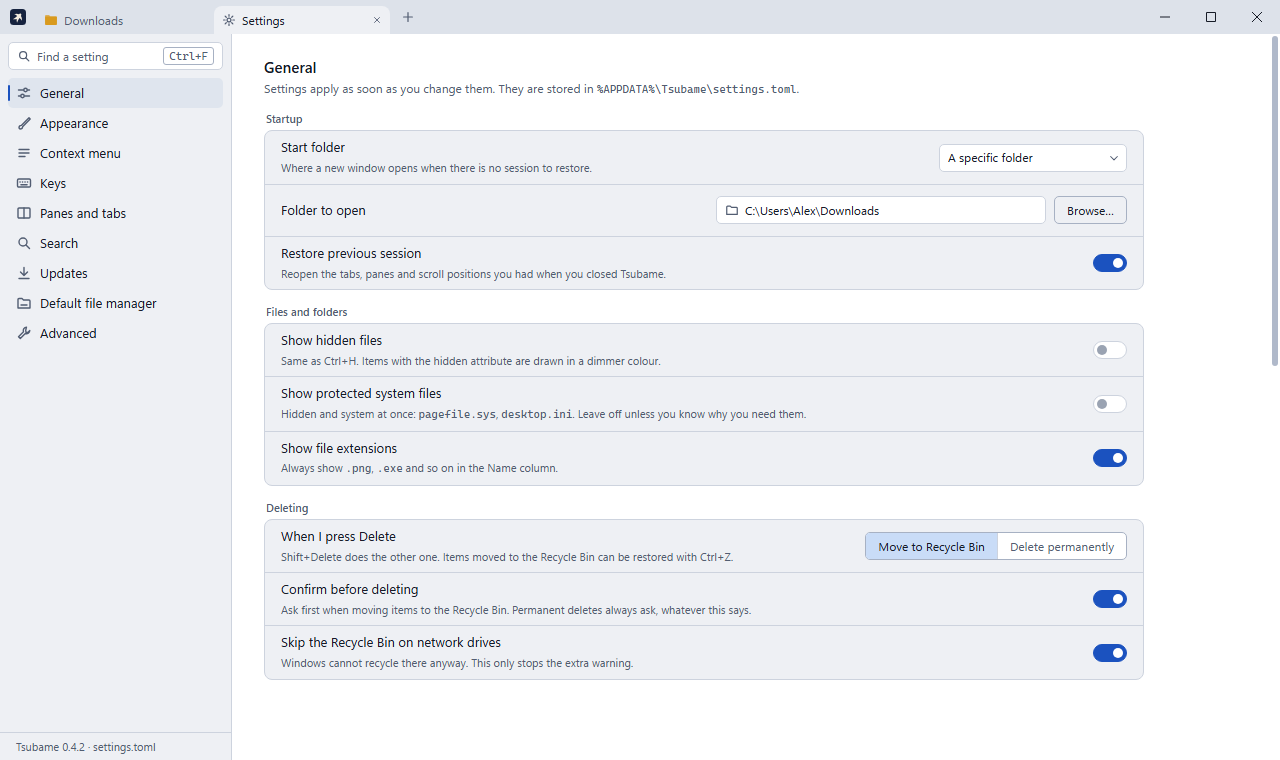 Downloads
Settings
Find a setting
Ctrl+F
General
Appearance
Context menu
Keys
Panes and tabs
Search
Updates
Default file manager
Advanced
Tsubame 0.4.2 · settings.toml
General
Settings apply as soon as you change them. They are stored in %APPDATA%\Tsubame\settings.toml.
Startup
Start folder
Where a new window opens when there is no session to restore.
A specific folder
Folder to open
C:\Users\Alex\Downloads
Browse...
Restore previous session
Reopen the tabs, panes and scroll positions you had when you closed Tsubame.
Files and folders
Show hidden files
Same as Ctrl+H. Items with the hidden attribute are drawn in a dimmer colour.
Show protected system files
Hidden and system at once: pagefile.sys, desktop.ini. Leave off unless you know why you need them.
Show file extensions
Always show .png, .exe and so on in the Name column.
Deleting
When I press Delete
Shift+Delete does the other one. Items moved to the Recycle Bin can be restored with Ctrl+Z.
Move to Recycle Bin
Delete permanently
Confirm before deleting
Ask first when moving items to the Recycle Bin. Permanent deletes always ask, whatever this says.
Skip the Recycle Bin on network drives
Windows cannot recycle there anyway. This only stops the extra warning.